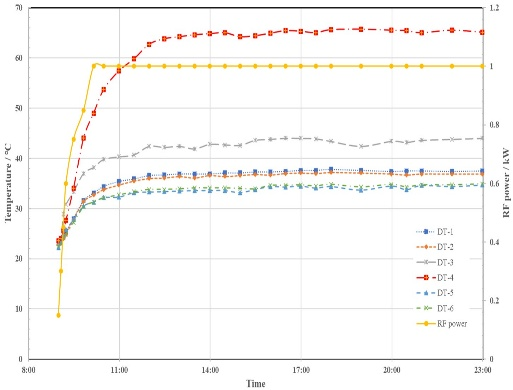 70
60
50
40
30
20
10
0
Temperature / °C
1.2
1
0.8
0.6
0.4
0.2
0
RF power / kW
DT-1
DT-2
DT-3
DT-4
DT-5
DT-6
RF power
8:00 11:00 14:00 17:00 20:00 23:00
Time